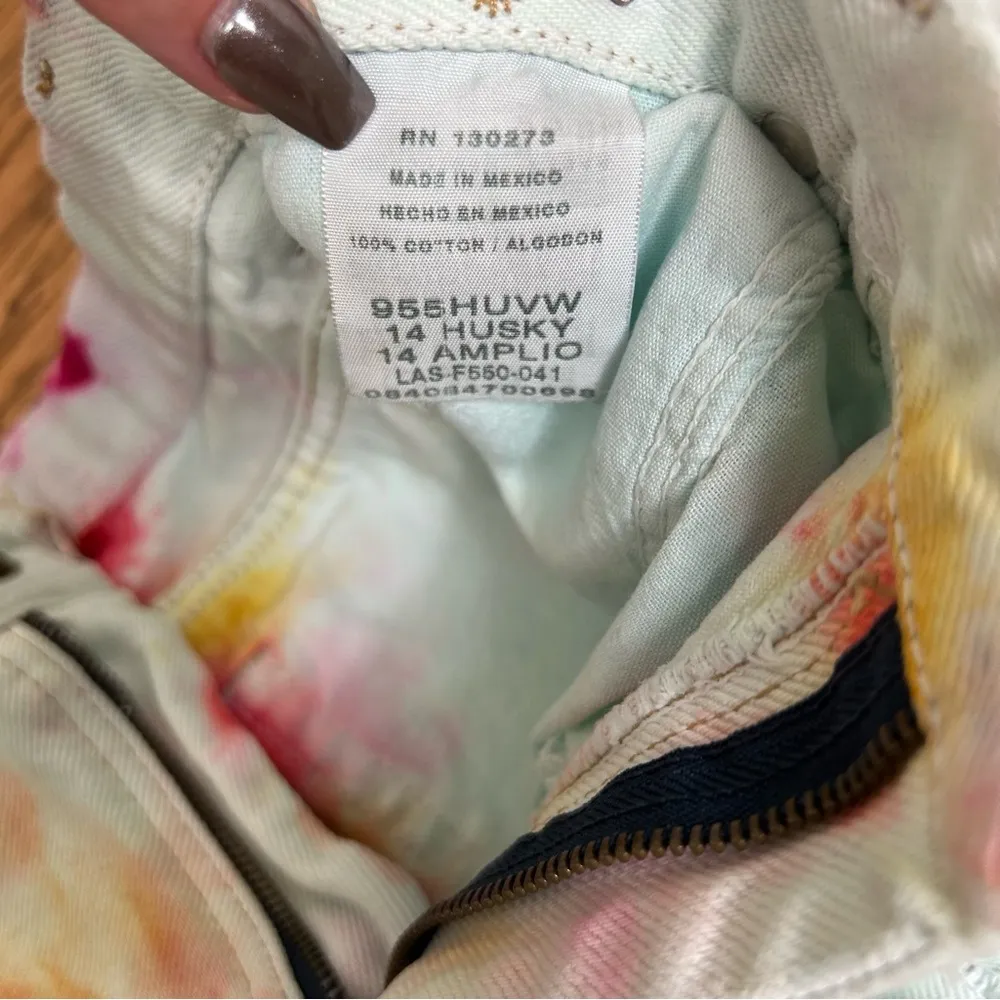 RN 130273
MADE IN MEXICO
HECHO EN MEXICO
100% COTTON / ALGODON
955HUVW
14 HUSKY
14 AMPLIO
LAS-F550-041